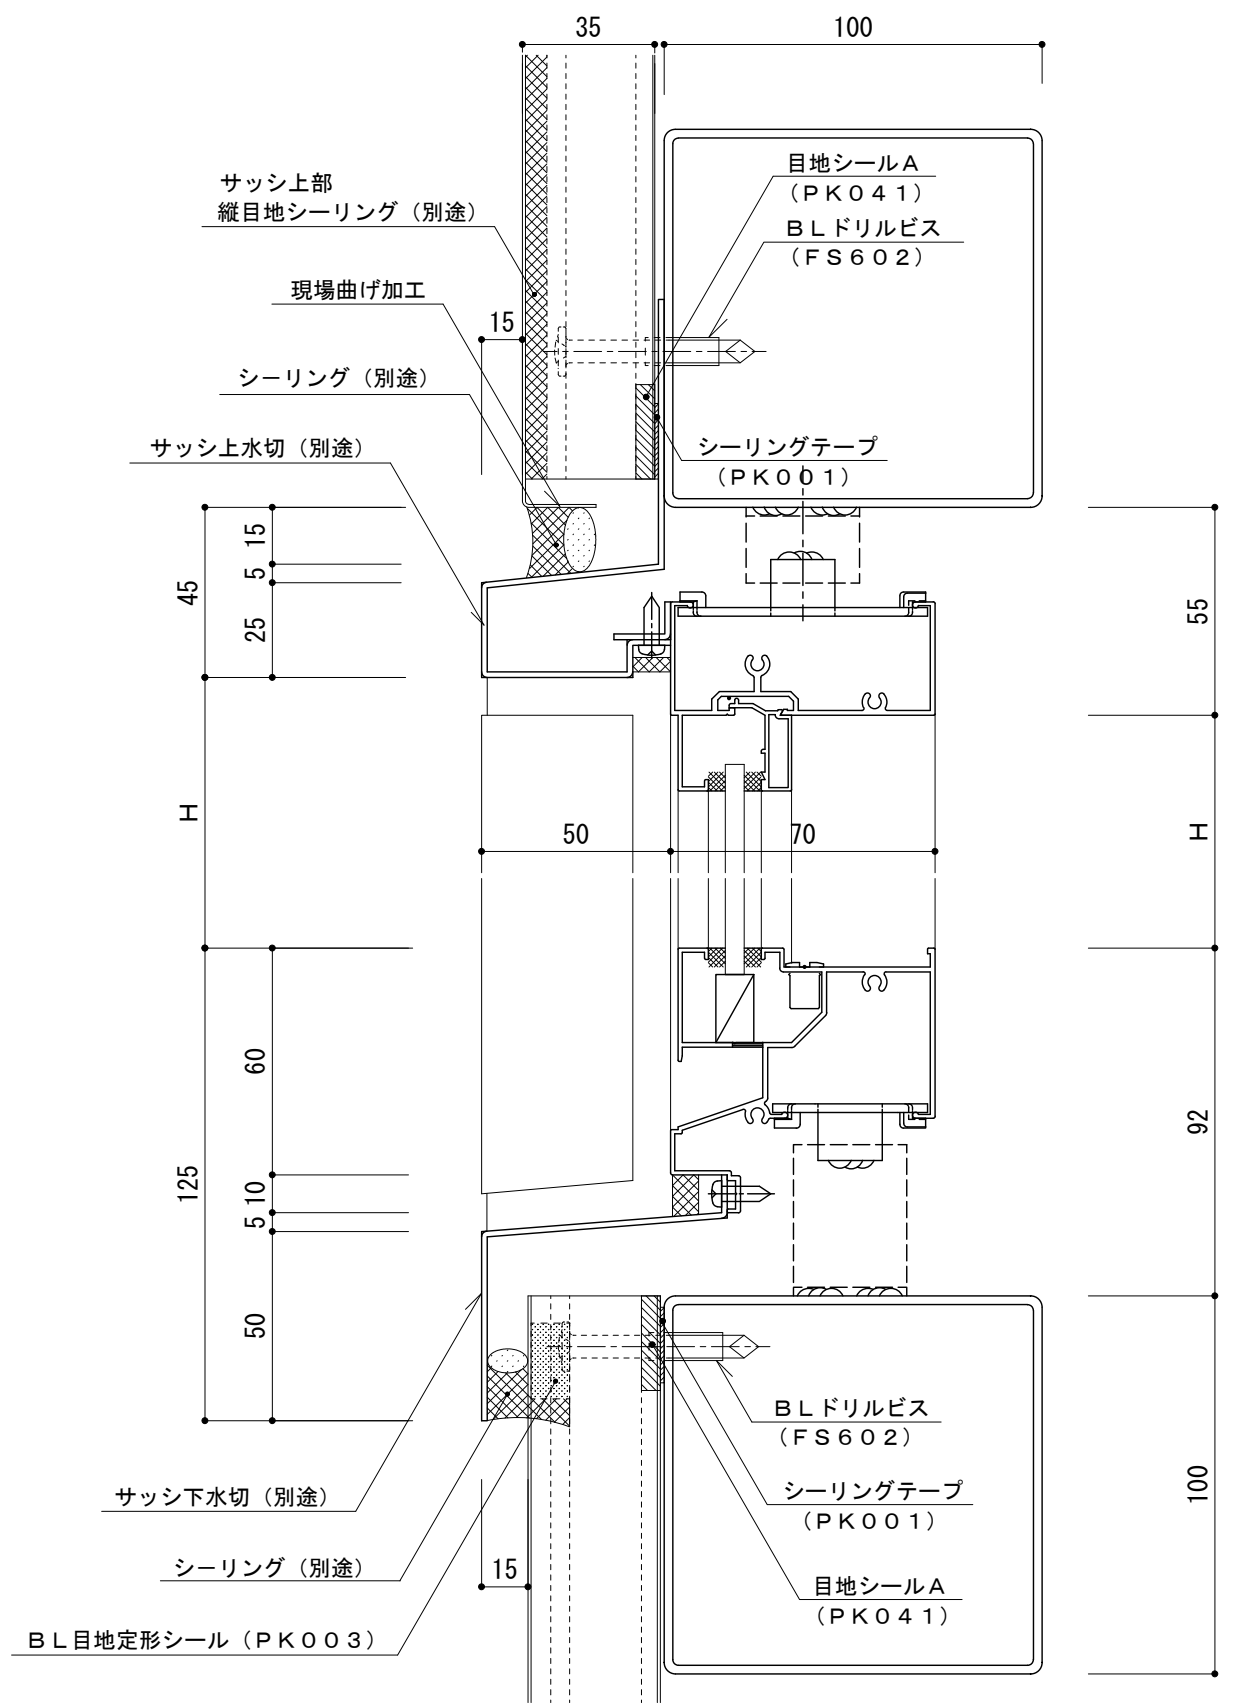 35
100
目地シールA
(PK041)
サッシ上部
縦目地シーリング（別途）
BLドリルビス
(FS602)
現場曲げ加工
15
シーリング（別途）
サッシ上水切（別途）
シーリングテープ
(PK001)
15
5
45
25
55
H
50
70
H
60
92
125
10
5
50
BLドリルビス
(FS602)
サッシ下水切（別途）
シーリングテープ
(PK001)
100
シーリング（別途）
15
目地シールA
(PK041)
BL目地定形シール（PK003）